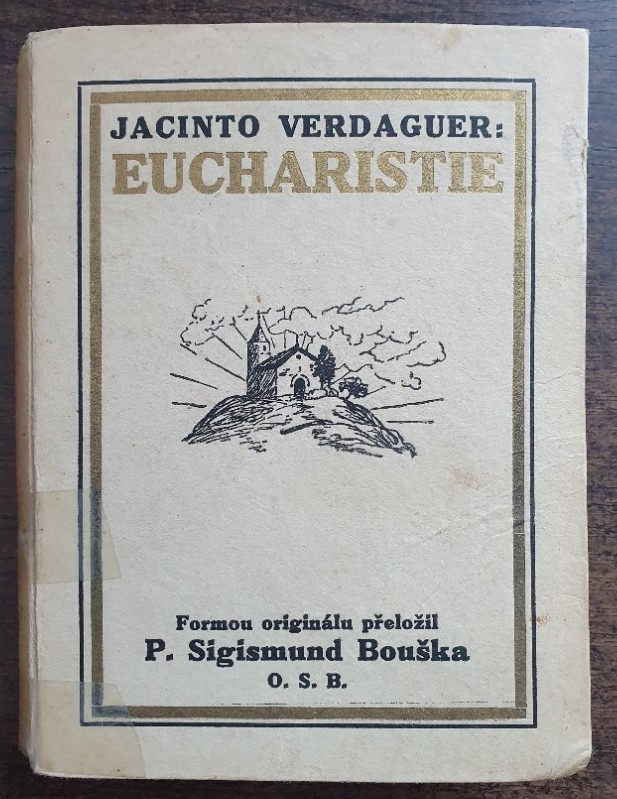 JACINTO VERDAGUER:
EUCHARISTIE
Formou originálu přeložil
P. Sigismund Bouška
O. S. B.